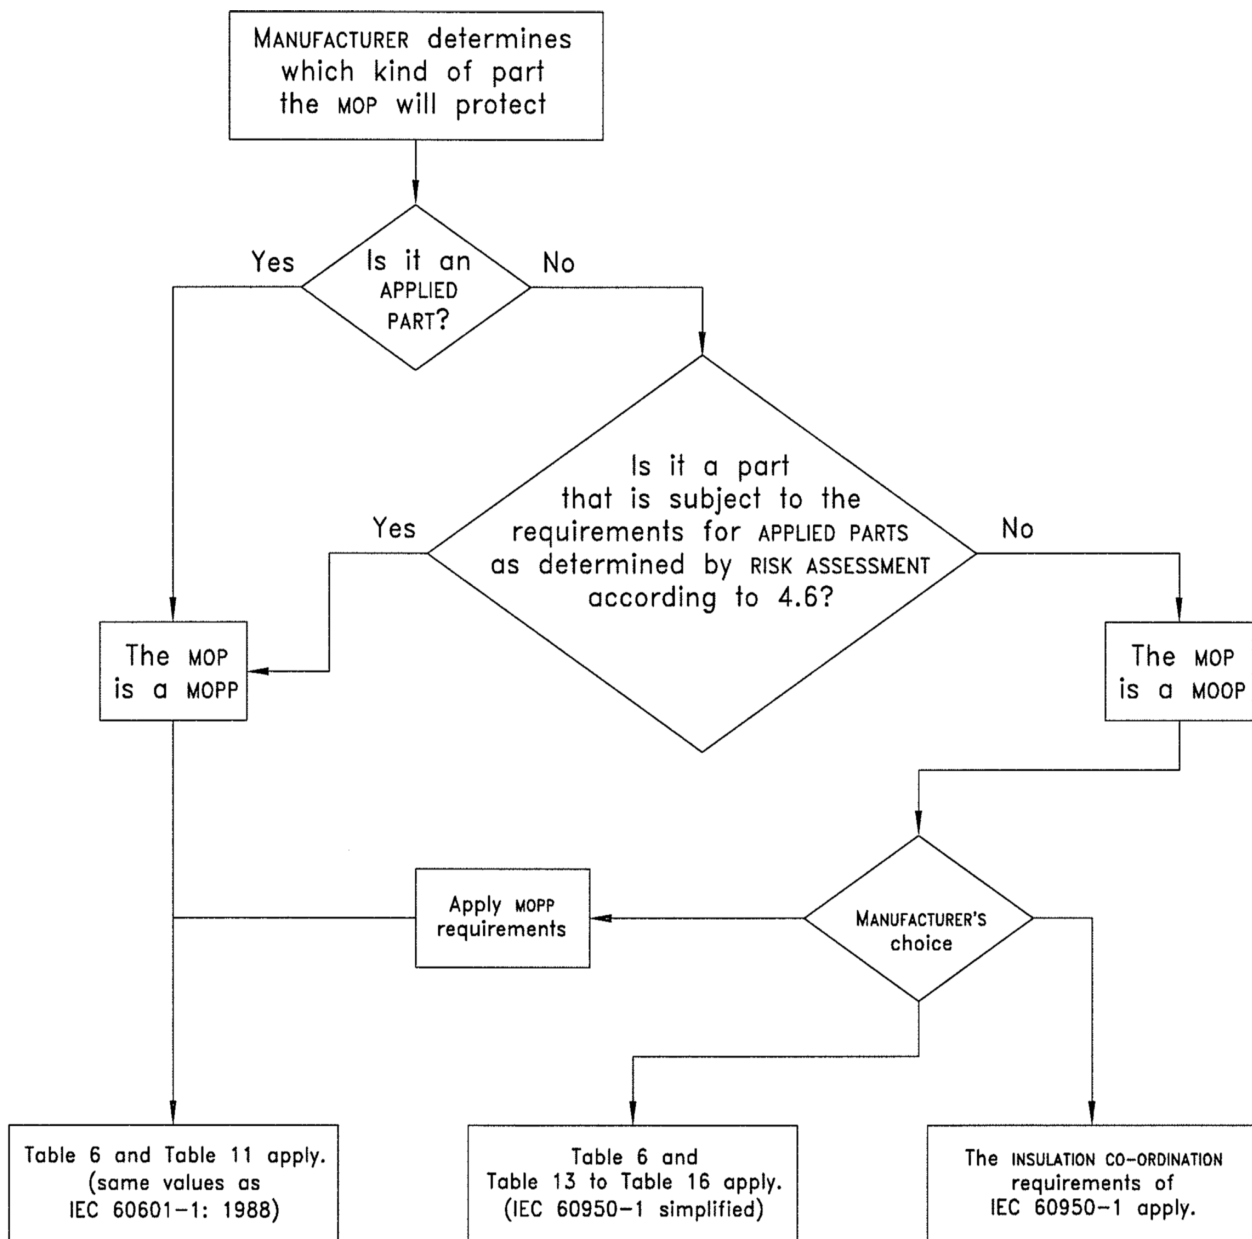 MANUFACTURER determines
which kind of part
the MOP will protect
Yes
Is it an
APPLIED
PART?
No
Is it a part
that is subject to the
requirements for APPLIED PARTS
as determined by RISK ASSESSMENT
according to 4.6?
Yes
No
The MOP
is a MOPP
The MOP
is a MOOP
Apply MOPP
requirements
MANUFACTURER'S
choice
Table 6 and Table 11 apply.
(same values as
IEC 60601-1: 1988)
Table 6 and
Table 13 to Table 16 apply.
(IEC 60950-1 simplified)
The INSULATION CO-ORDINATION
requirements of
IEC 60950-1 apply.